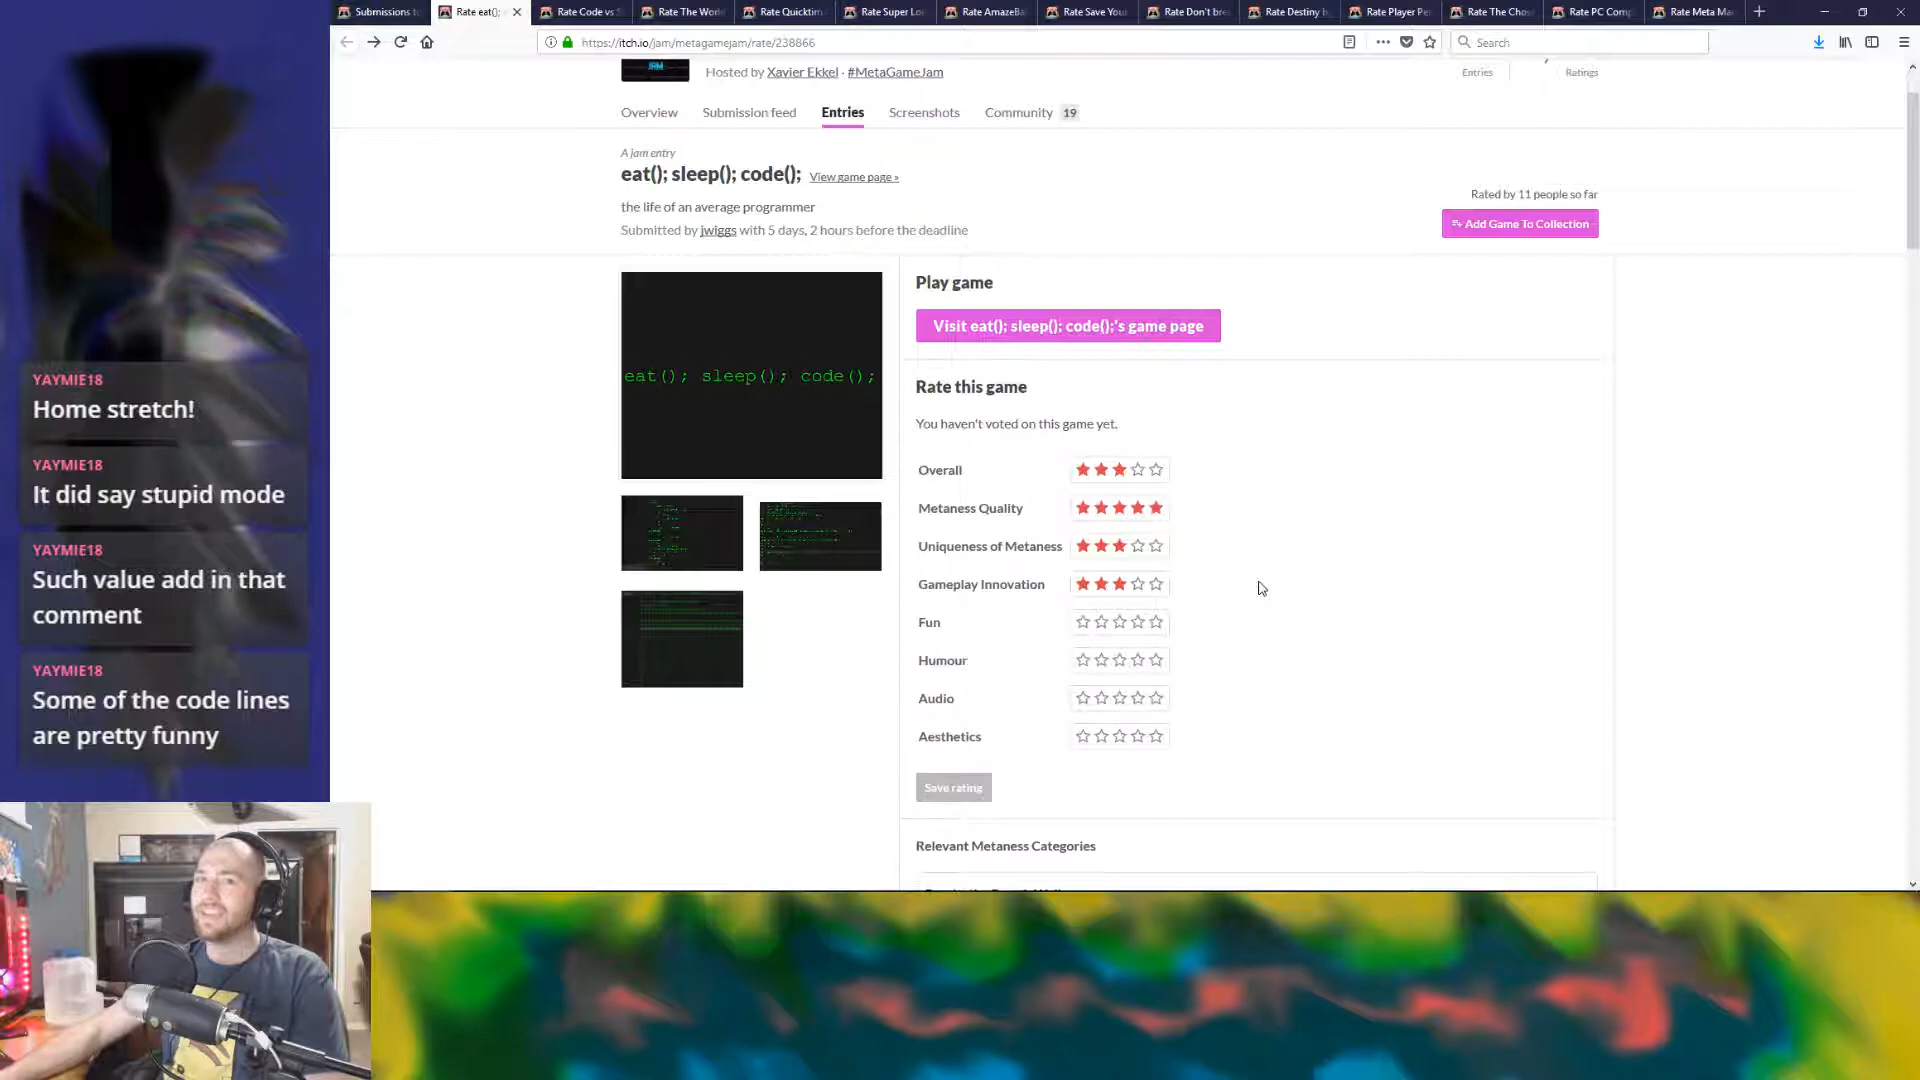 Submissions to
Rate eat();
Rate Code vs S
Rate The World
Rate Quicktim
Rate Super Lo
Rate AmazeBa
Rate Save You
Rate Don't bre
Rate Destiny
Rate Player Pe
Rate The Chos
Rate PC Comp
Rate Meta Ma
https://itch.io/jam/metagamejam/rate/238866
Search
Hosted by Xavier Ekkel · #MetaGameJam
Entries
Ratings
Overview
Submission feed
Entries
Screenshots
Community 19
A jam entry
eat(); sleep(); code(); View game page »
the life of an average programmer
Submitted by jwiggs with 5 days, 2 hours before the deadline
Rated by 11 people so far
Add Game To Collection
eat(); sleep(); code();
Play game
Visit eat(); sleep(); code();'s game page
Rate this game
You haven't voted on this game yet.
Overall
Metaness Quality
Uniqueness of Metaness
Gameplay Innovation
Fun
Humour
Audio
Aesthetics
Save rating
Relevant Metaness Categories
YAYMIE18
Home stretch!
YAYMIE18
It did say stupid mode
YAYMIE18
Such value add in that
comment
YAYMIE18
Some of the code lines
are pretty funny